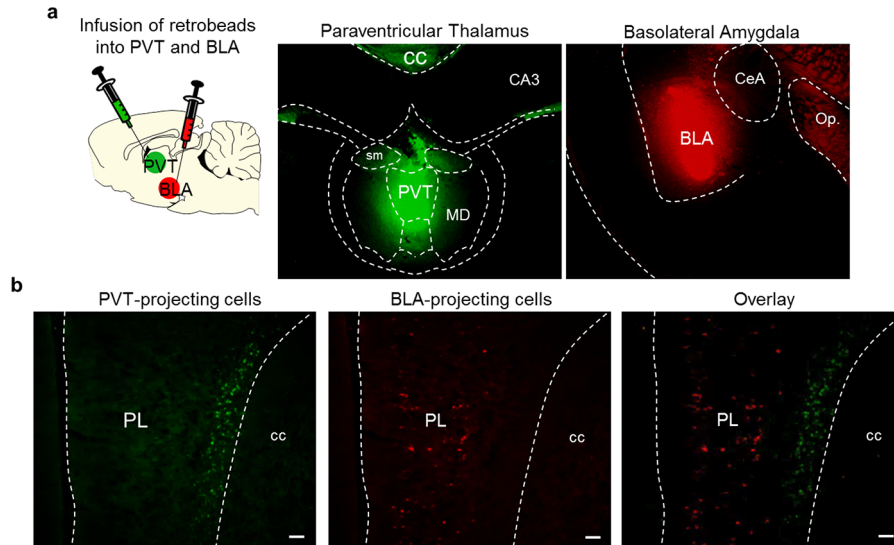 a
Infusion of retrobeads
into PVT and BLA
PVT
BLA
Paraventricular Thalamus
CC
CA3
sm
PVT
MD
Basolateral Amygdala
CeA
BLA
Op.
b
PVT-projecting cells
PL
cc
BLA-projecting cells
PL
cc
Overlay
PL
cc